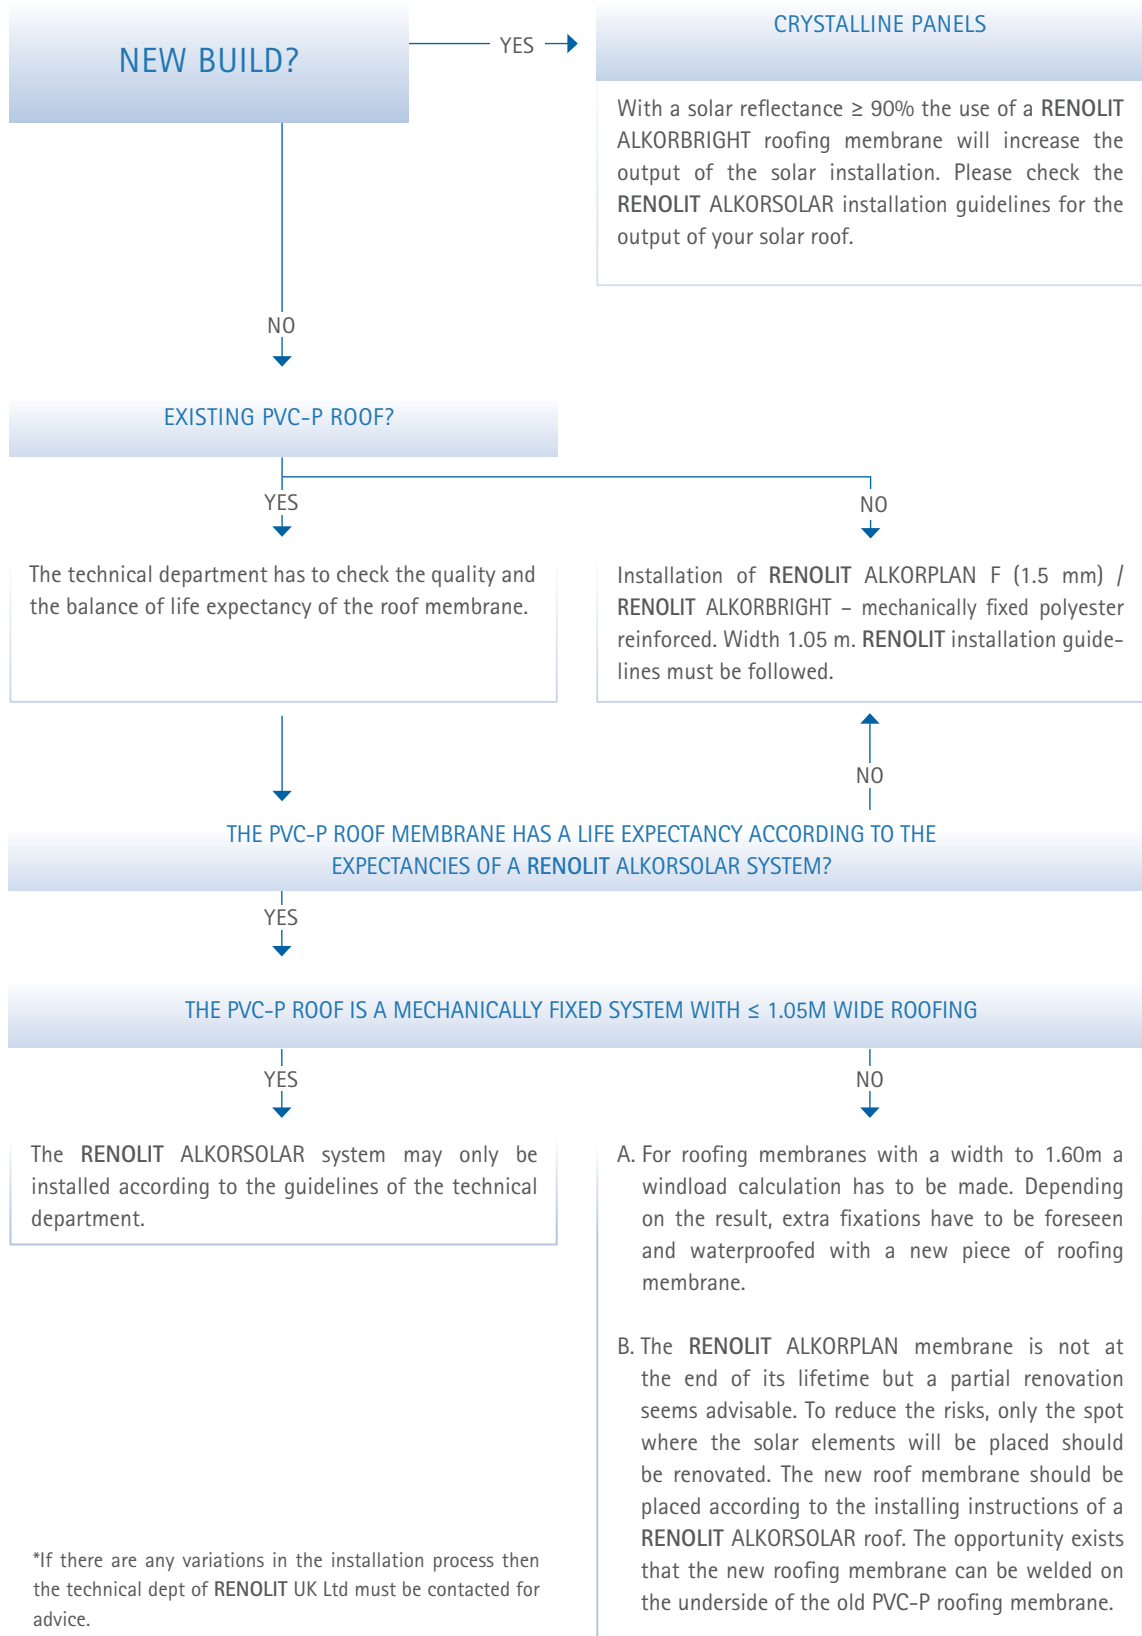 NEW BUILD?
YES
CRYSTALLINE PANELS
With a solar reflectance ≥ 90% the use of a RENOLIT
ALKORBRIGHT roofing membrane will increase the
output of the solar installation. Please check the
RENOLIT ALKORSOLAR installation guidelines for the
output of your solar roof.
NO
EXISTING PVC-P ROOF?
YES
NO
The technical department has to check the quality and
the balance of life expectancy of the roof membrane.
Installation of RENOLIT ALKORPLAN F (1.5 mm) /
RENOLIT ALKORBRIGHT – mechanically fixed polyester
reinforced. Width 1.05 m. RENOLIT installation guide-
lines must be followed.
NO
THE PVC-P ROOF MEMBRANE HAS A LIFE EXPECTANCY ACCORDING TO THE
EXPECTANCIES OF A RENOLIT ALKORSOLAR SYSTEM?
YES
THE PVC-P ROOF IS A MECHANICALLY FIXED SYSTEM WITH ≤ 1.05M WIDE ROOFING
YES
NO
The RENOLIT ALKORSOLAR system may only be
installed according to the guidelines of the technical
department.
A. For roofing membranes with a width to 1.60m a
windload calculation has to be made. Depending
on the result, extra fixations have to be foreseen
and waterproofed with a new piece of roofing
membrane.
B. The RENOLIT ALKORPLAN membrane is not at
the end of its lifetime but a partial renovation
seems advisable. To reduce the risks, only the spot
where the solar elements will be placed should
be renovated. The new roof membrane should be
placed according to the installing instructions of a
RENOLIT ALKORSOLAR roof. The opportunity exists
that the new roofing membrane can be welded on
the underside of the old PVC-P roofing membrane.
*If there are any variations in the installation process then
the technical dept of RENOLIT UK Ltd must be contacted for
advice.